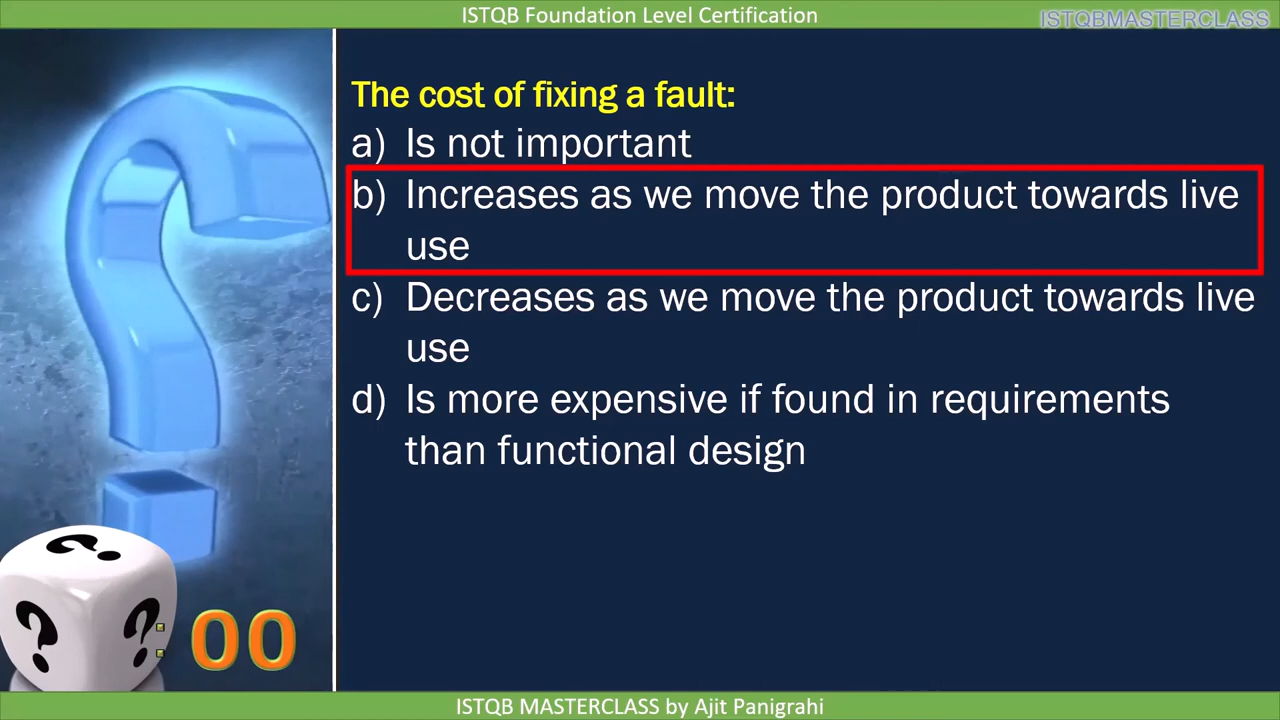 ISTQB Foundation Level Certification
ISTQBMASTERCLASS
The cost of fixing a fault:
a) Is not important
b) Increases as we move the product towards live
use
c) Decreases as we move the product towards live
use
d) Is more expensive if found in requirements
than functional design
: 00
ISTQB MASTERCLASS by Ajit Panigrahi